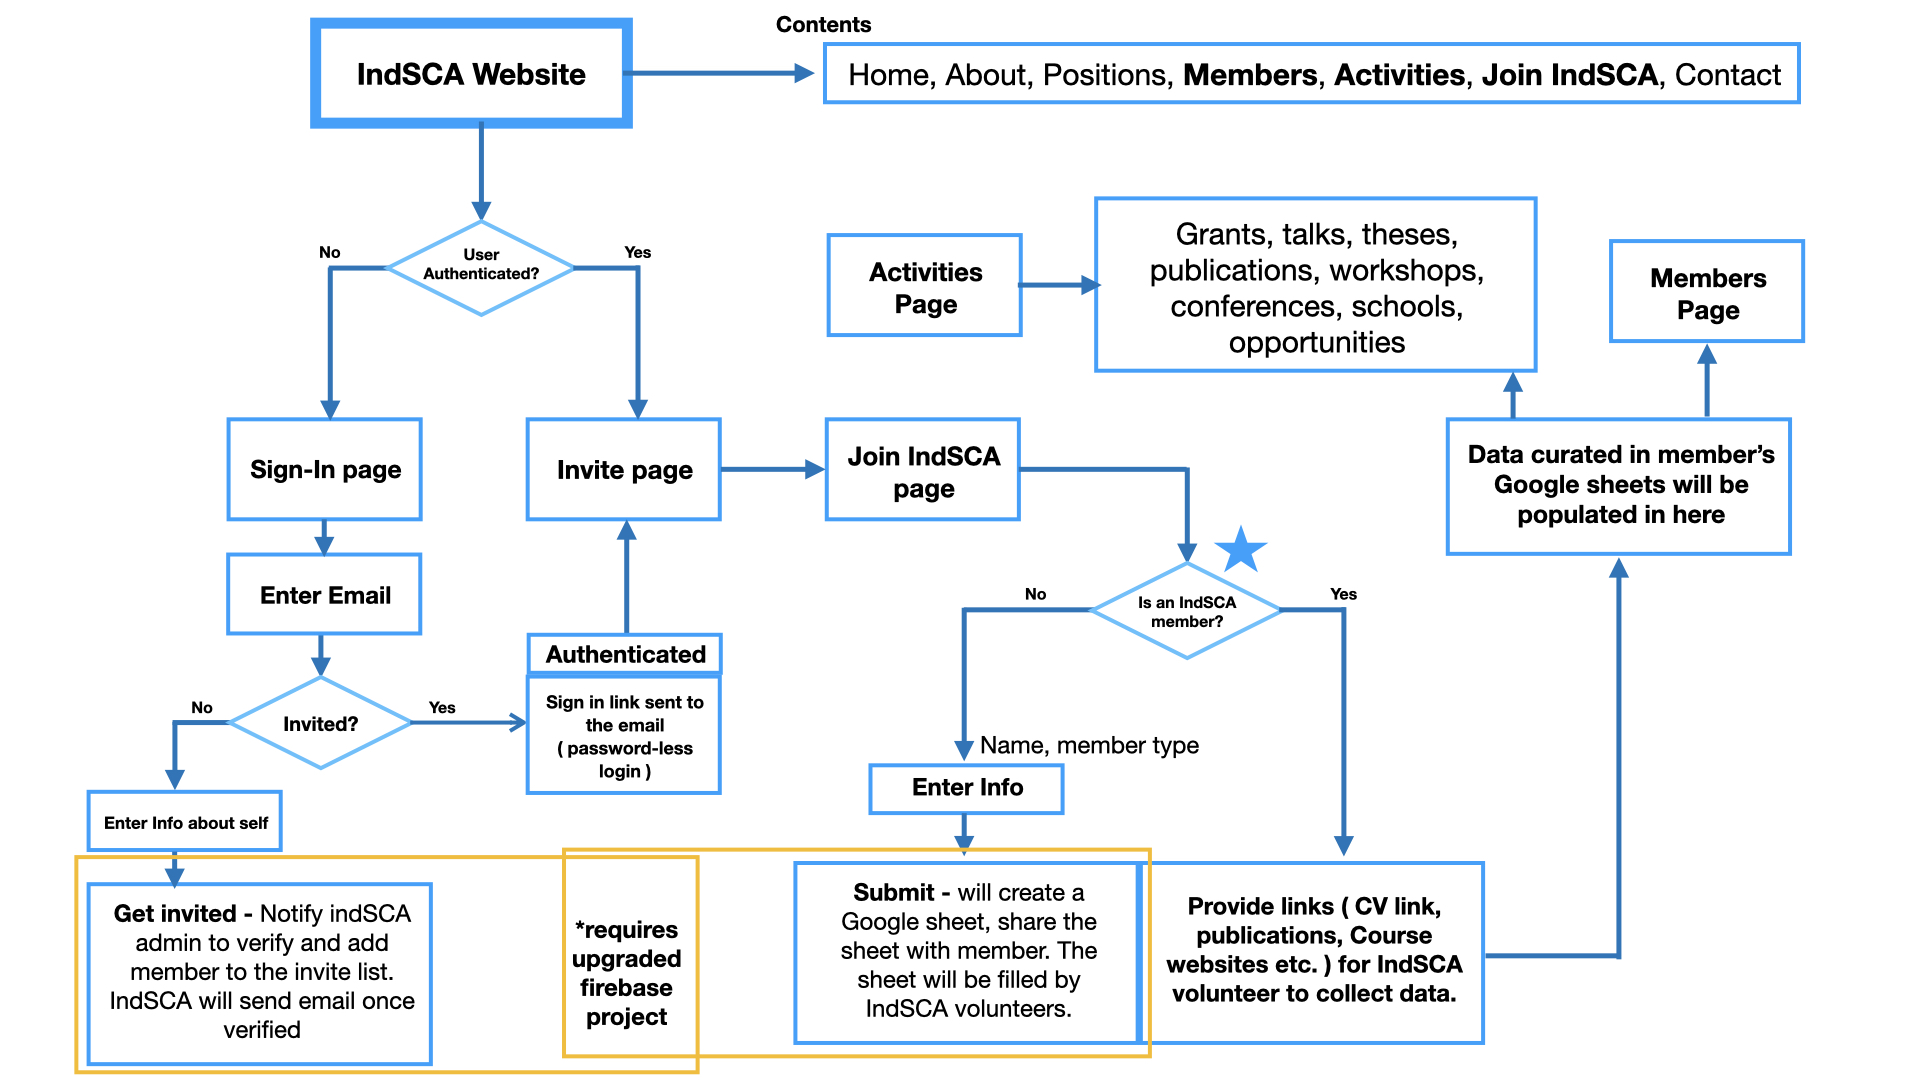 Contents
IndSCA Website
Home, About, Positions, Members, Activities, Join IndSCA, Contact
User
Authenticated?
No
Yes
Activities
Page
Grants, talks, theses,
publications, workshops,
conferences, schools,
opportunities
Members
Page
Sign-In page
Invite page
Join IndSCA
page
Data curated in member’s
Google sheets will be
populated in here
Enter Email
No
Is an IndSCA
member?
Yes
Authenticated
Sign in link sent to
the email
( password-less
login )
No
Invited?
Yes
Name, member type
Enter Info
Enter Info about self
Get invited - Notify indSCA
admin to verify and add
member to the invite list.
IndSCA will send email once
verified
*requires
upgraded
firebase
project
Submit - will create a
Google sheet, share the
sheet with member. The
sheet will be filled by
IndSCA volunteers.
Provide links ( CV link,
publications, Course
websites etc. ) for IndSCA
volunteer to collect data.